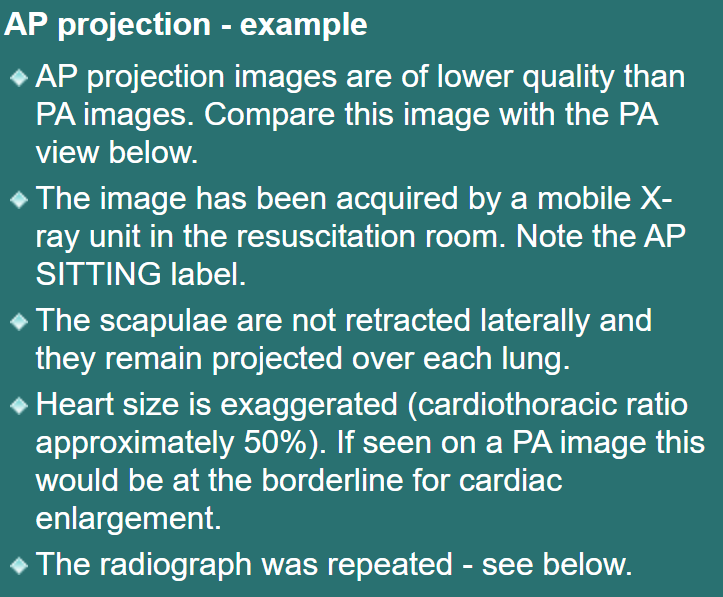 AP projection - example
AP projection images are of lower quality than
PA images. Compare this image with the PA
view below.
The image has been acquired by a mobile X-
ray unit in the resuscitation room. Note the AP
SITTING label.
The scapulae are not retracted laterally and
they remain projected over each lung.
Heart size is exaggerated (cardiothoracic ratio
approximately 50%). If seen on a PA image this
would be at the borderline for cardiac
enlargement.
The radiograph was repeated - see below.